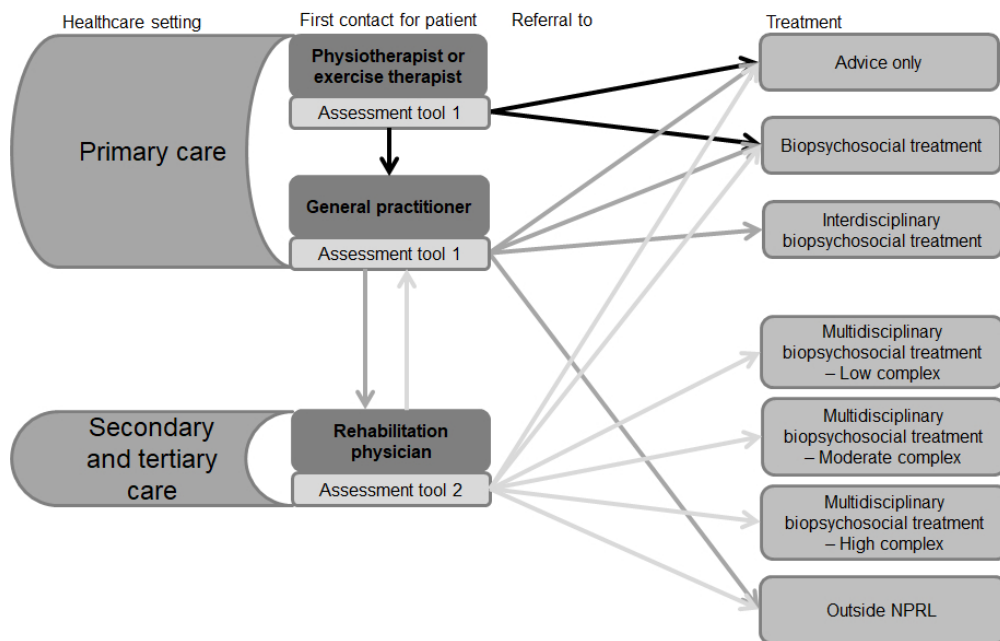 Healthcare setting
First contact for patient
Referral to
Treatment
Primary care
Physiotherapist or
exercise therapist
Assessment tool 1
General practitioner
Assessment tool 1
Secondary
and tertiary
care
Rehabilitation
physician
Assessment tool 2
Advice only
Biopsychosocial treatment
Interdisciplinary
biopsychosocial treatment
Multidisciplinary
biopsychosocial treatment
– Low complex
Multidisciplinary
biopsychosocial treatment
– Moderate complex
Multidisciplinary
biopsychosocial treatment
– High complex
Outside NPRL